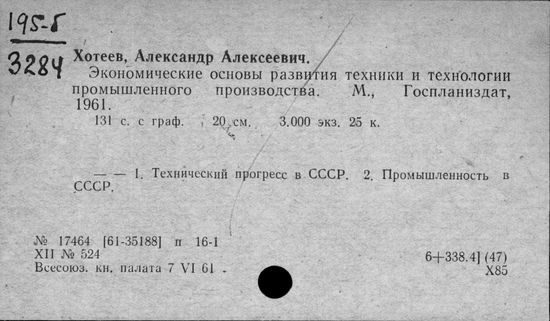 195-5
3284
Хотеев, Александр Алексеевич.
Экономические основы развития техники и технологии
промышленного производства. М., Госпланиздат,
1961.
131 с. с граф. 20 см. 3.000 экз. 25 к.
— — 1. Технический прогресс в СССР. 2. Промышленность в
СССР.
№ 17464 [61-35188] п 16-1
XII № 524
Всесоюз. кн. палата 7 VI 61
6+338.4] (47)
Х85